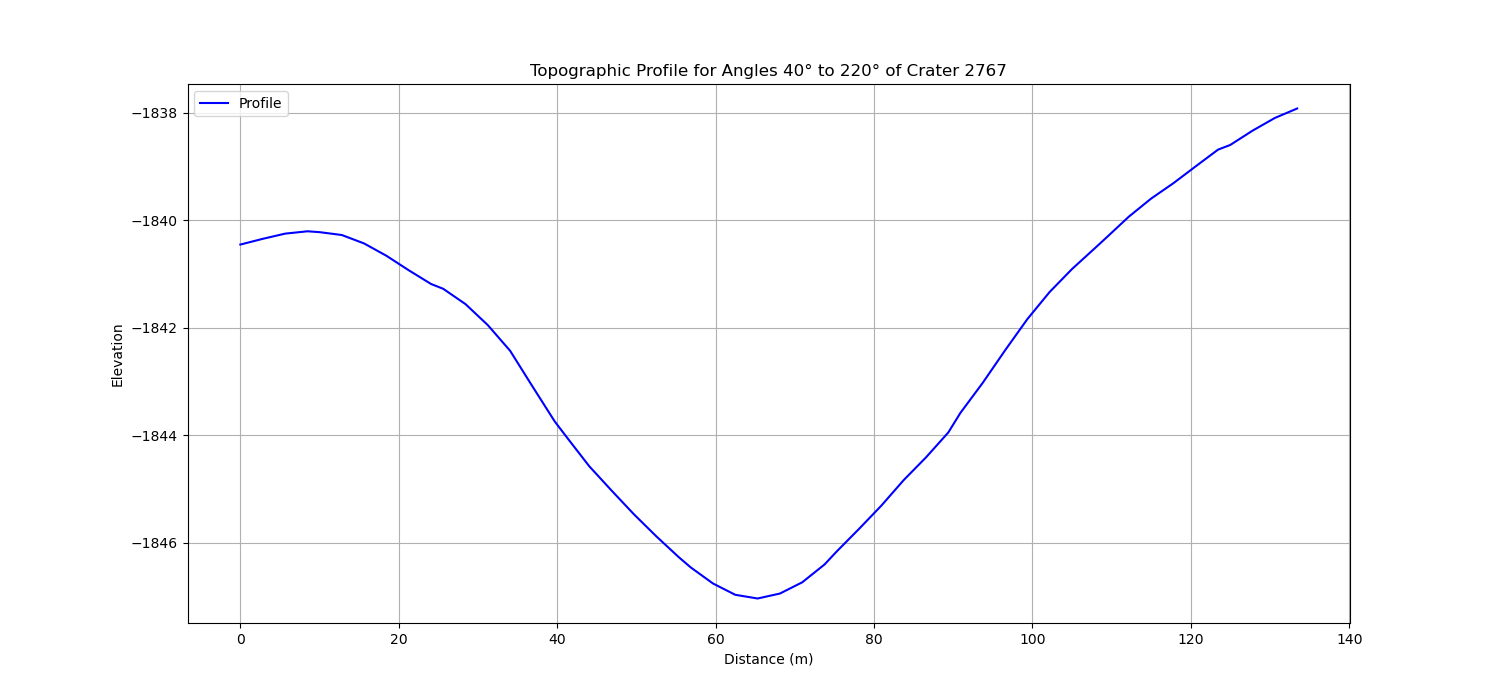 Topographic Profile for Angles 40° to 220° of Crater 2767
Profile
−1838
−1840
−1842
−1844
−1846
Elevation
0 20 40 60 80 100 120 140
Distance (m)